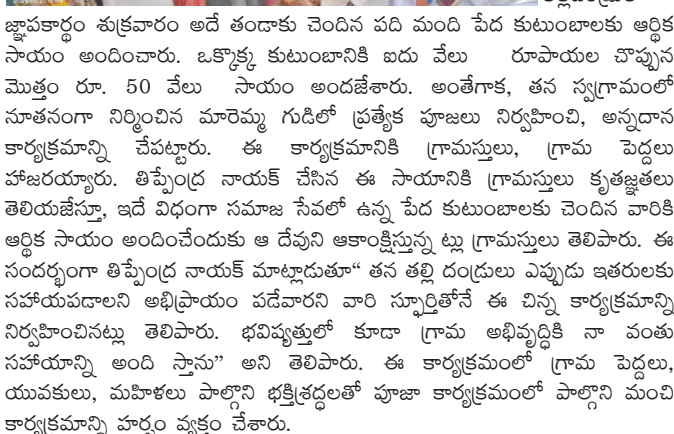 జ్ఞాపకార్థం శుక్రవారం అదే తండాకు చెందిన పది మంది పేద కుటుంబాలకు ఆర్థిక
సాయం అందించారు. ఒక్కొక్క కుటుంబానికి ఐదు వేలు రూపాయల చొప్పున
మొత్తం రూ. 50 వేలు సాయం అందజేశారు. అంతేగాక, తన స్వగ్రామంలో
నూతనంగా నిర్మించిన మారెమ్మ గుడిలో ప్రత్యేక పూజలు నిర్వహించి, అన్నదాన
కార్యక్రమాన్ని చేపట్టారు. ఈ కార్యక్రమానికి గ్రామస్తులు, గ్రామ పెద్దలు
హాజరయ్యారు. తిప్పేంద్ర నాయక్ చేసిన ఈ సాయానికి గ్రామస్తులు కృతజ్ఞతలు
తెలియజేస్తూ, ఇదే విధంగా సమాజ సేవలో ఉన్న పేద కుటుంబాలకు చెందిన వారికి
ఆర్థిక సాయం అందించేందుకు ఆ దేవుని ఆకాంక్షిస్తున్న ట్లు గ్రామస్తులు తెలిపారు. ఈ
సందర్భంగా తిప్పేంద్ర నాయక్ మాట్లాడుతూ“ తన తల్లి దండ్రులు ఎప్పుడు ఇతరులకు
సహాయపడాలని అభిప్రాయం పడేవారని వారి స్ఫూర్తితోనే ఈ చిన్న కార్యక్రమాన్ని
నిర్వహించినట్లు తెలిపారు. భవిష్యత్తులో కూడా గ్రామ అభివృద్ధికి నా వంతు
సహాయాన్ని అంది స్తాను” అని తెలిపారు. ఈ కార్యక్రమంలో గ్రామ పెద్దలు,
యువకులు, మహిళలు పాల్గొని భక్తిశ్రద్ధలతో పూజా కార్యక్రమంలో పాల్గొని మంచి
కార్యక్రమాన్ని హర్షం వ్యక్తం చేశారు.